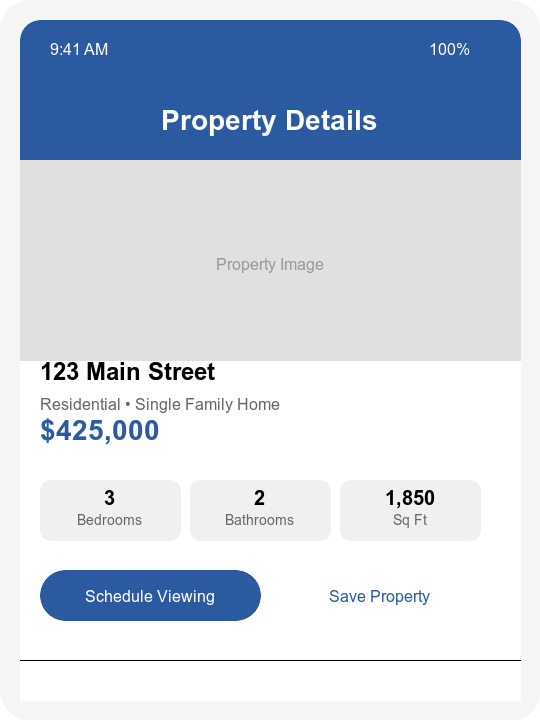 9:41 AM 100%
Property Details
Property Image
123 Main Street
Residential • Single Family Home
$425,000
3 2 1,850
Bedrooms Bathrooms Sq Ft
Schedule Viewing Save Property